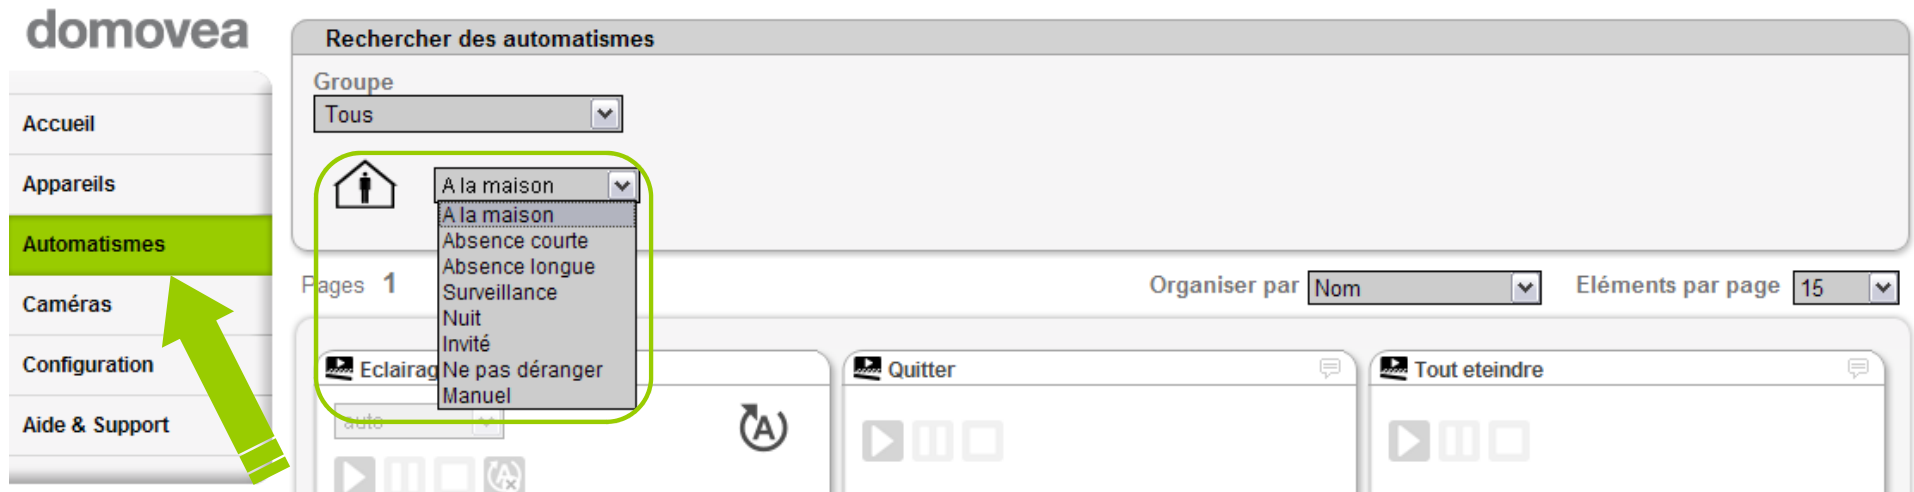 domovea
Accueil
Appareils
Automatismes
Caméras
Configuration
Aide & Support
Rechercher des automatismes
Groupe
Tous
A la maison
A la maison
Absence courte
Absence longue
Surveillance
Nuit
Invité
Ne pas déranger
Manuel
Pages 1
Organiser par Nom
Eléments par page 15
Eclairag
auto
Quitter
Tout eteindre